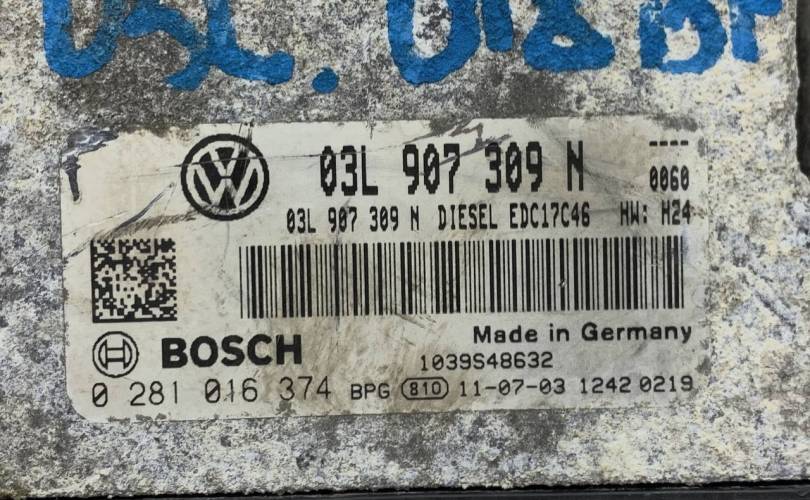 03L 907 309 N ----
0060
03L 907 309 N DIESEL EDC17C46 HW: H24
Made in Germany
BOSCH
1039S48632
0 281 016 374 BPG 810 11-07-03 1242 0219